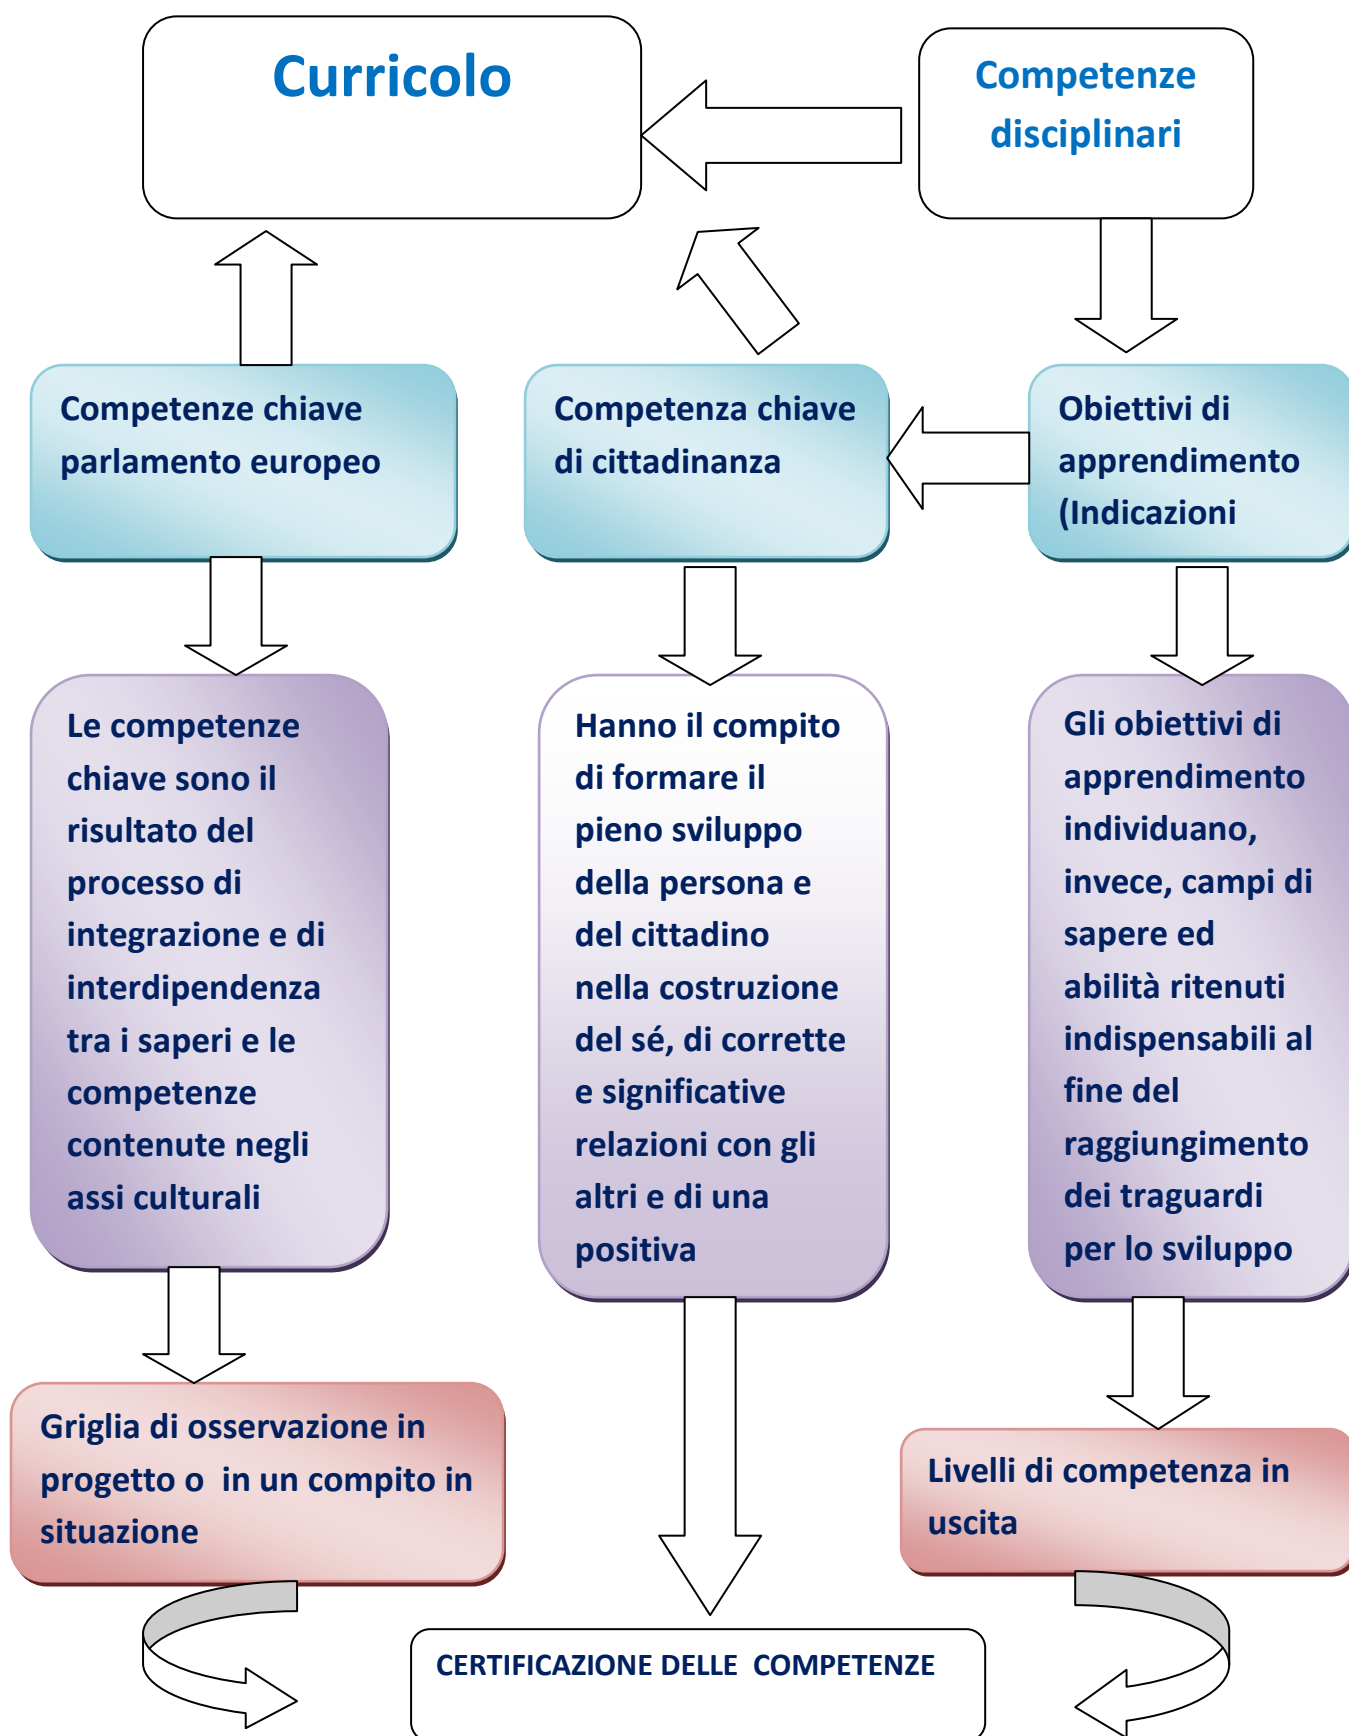 Curricolo
Competenze
disciplinari
Competenze chiave
parlamento europeo
Competenza chiave
di cittadinanza
Obiettivi di
apprendimento
(Indicazioni
Le competenze
chiave sono il
risultato del
processo di
integrazione e di
interdipendenza
tra i saperi e le
competenze
contenute negli
assi culturali
Hanno il compito
di formare il
pieno sviluppo
della persona e
del cittadino
nella costruzione
del sé, di corrette
e significative
relazioni con gli
altri e di una
positiva
Gli obiettivi di
apprendimento
individuano,
invece, campi di
sapere ed
abilità ritenuti
indispensabili al
fine del
raggiungimento
dei traguardi
per lo sviluppo
Griglia di osservazione in
progetto o  in un compito in
situazione
Livelli di competenza in
uscita
CERTIFICAZIONE DELLE  COMPETENZE